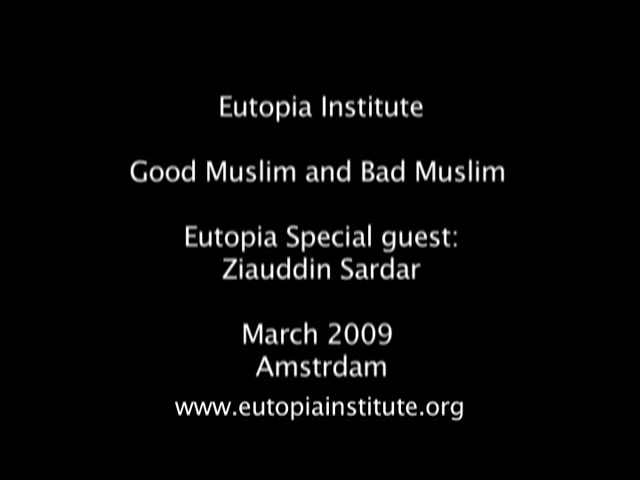 Eutopia Institute
Good Muslim and Bad Muslim
Eutopia Special guest:
Ziauddin Sardar
March 2009
Amstrdam
www.eutopiainstitute.org